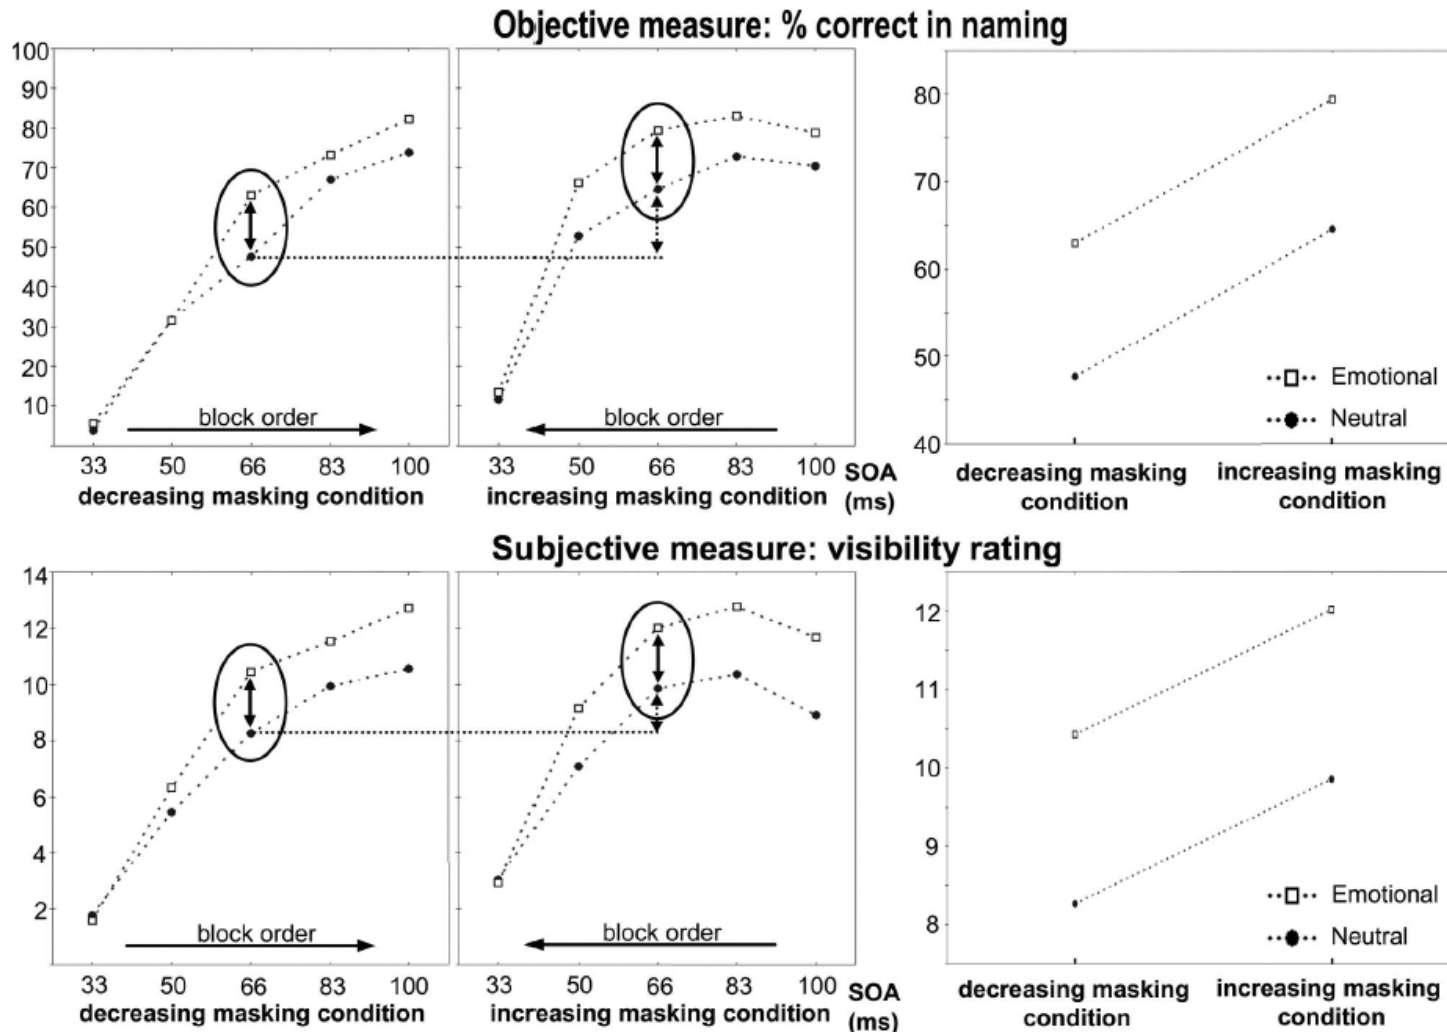 Objective measure: % correct in naming
100
90
80
70
60
50
40
30
20
10
block order
33 50 66 83 100
decreasing masking condition
block order
33 50 66 83 100 SOA
(ms)
increasing masking condition
80
70
60
50
40
Emotional
Neutral
decreasing masking
condition
increasing masking
condition
Subjective measure: visibility rating
14
12
10
8
6
4
2
block order
33 50 66 83 100
decreasing masking condition
block order
33 50 66 83 100 SOA
(ms)
increasing masking condition
12
11
10
9
8
Emotional
Neutral
decreasing masking
condition
increasing masking
condition